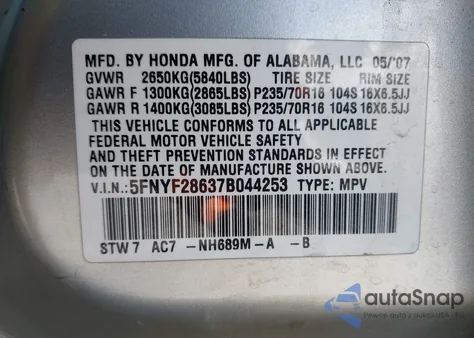 MFD. BY HONDA MFG. OF ALABAMA, LLC 05/'07
GVWR 2650KG(5840LBS) TIRE SIZE RIM SIZE
GAWR F 1300KG(2865LBS) P235/70R16 104S 16X6.5JJ
GAWR R 1400KG(3085LBS) P235/70R16 104S 16X6.5JJ
THIS VEHICLE CONFORMS TO ALL APPLICABLE
FEDERAL MOTOR VEHICLE SAFETY
AND THEFT PREVENTION STANDARDS IN EFFECT
ON THE DATE OF MANUFACTURE SHOWN ABOVE.
V.I.N.:5FNYF28637B044253 TYPE: MPV
STW7 AC7 -NH689M-A -B
autoSnap